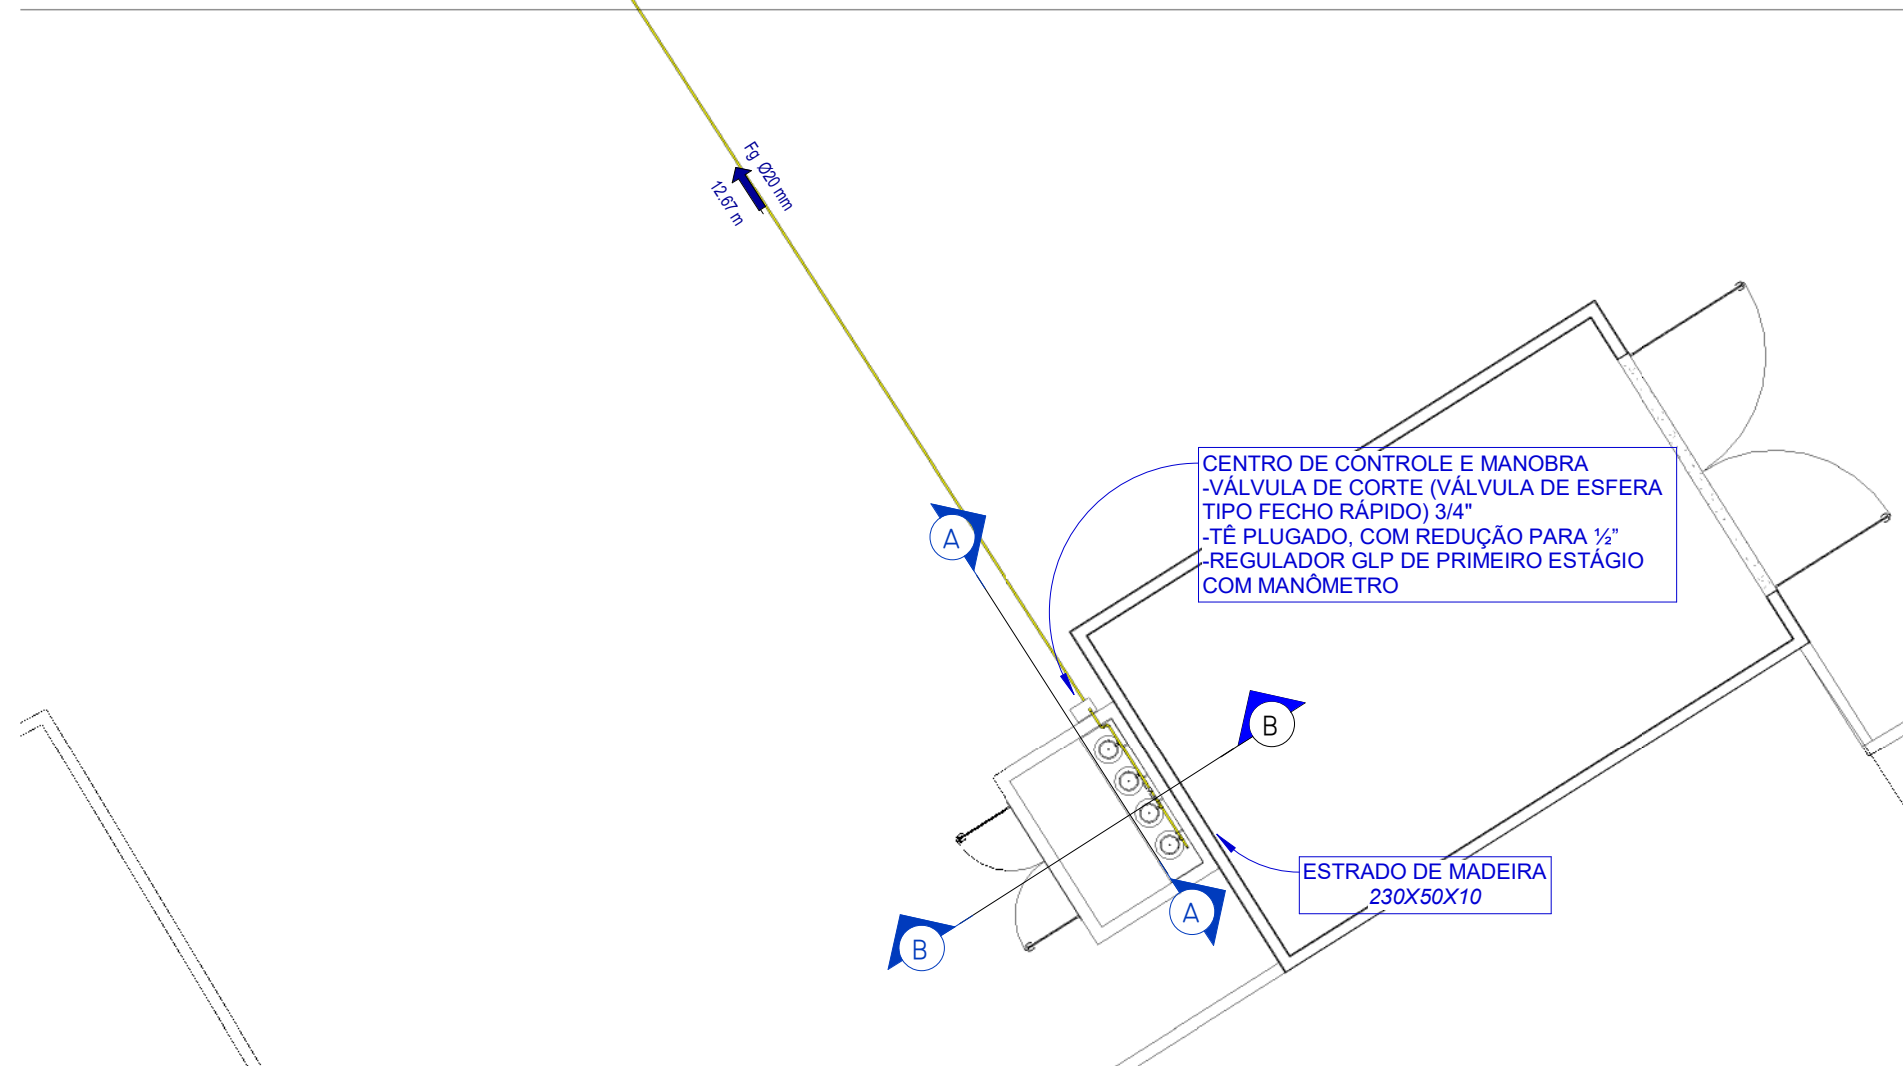 Fg Ø20 mm
12.67 m
CENTRO DE CONTROLE E MANOBRA
-VÁLVULA DE CORTE (VÁLVULA DE ESFERA
TIPO FECHO RÁPIDO) 3/4"
-TÊ PLUGADO, COM REDUÇÃO PARA ½”
-REGULADOR GLP DE PRIMEIRO ESTÁGIO
COM MANÔMETRO
A
B
ESTRADO DE MADEIRA
230X50X10
A
B